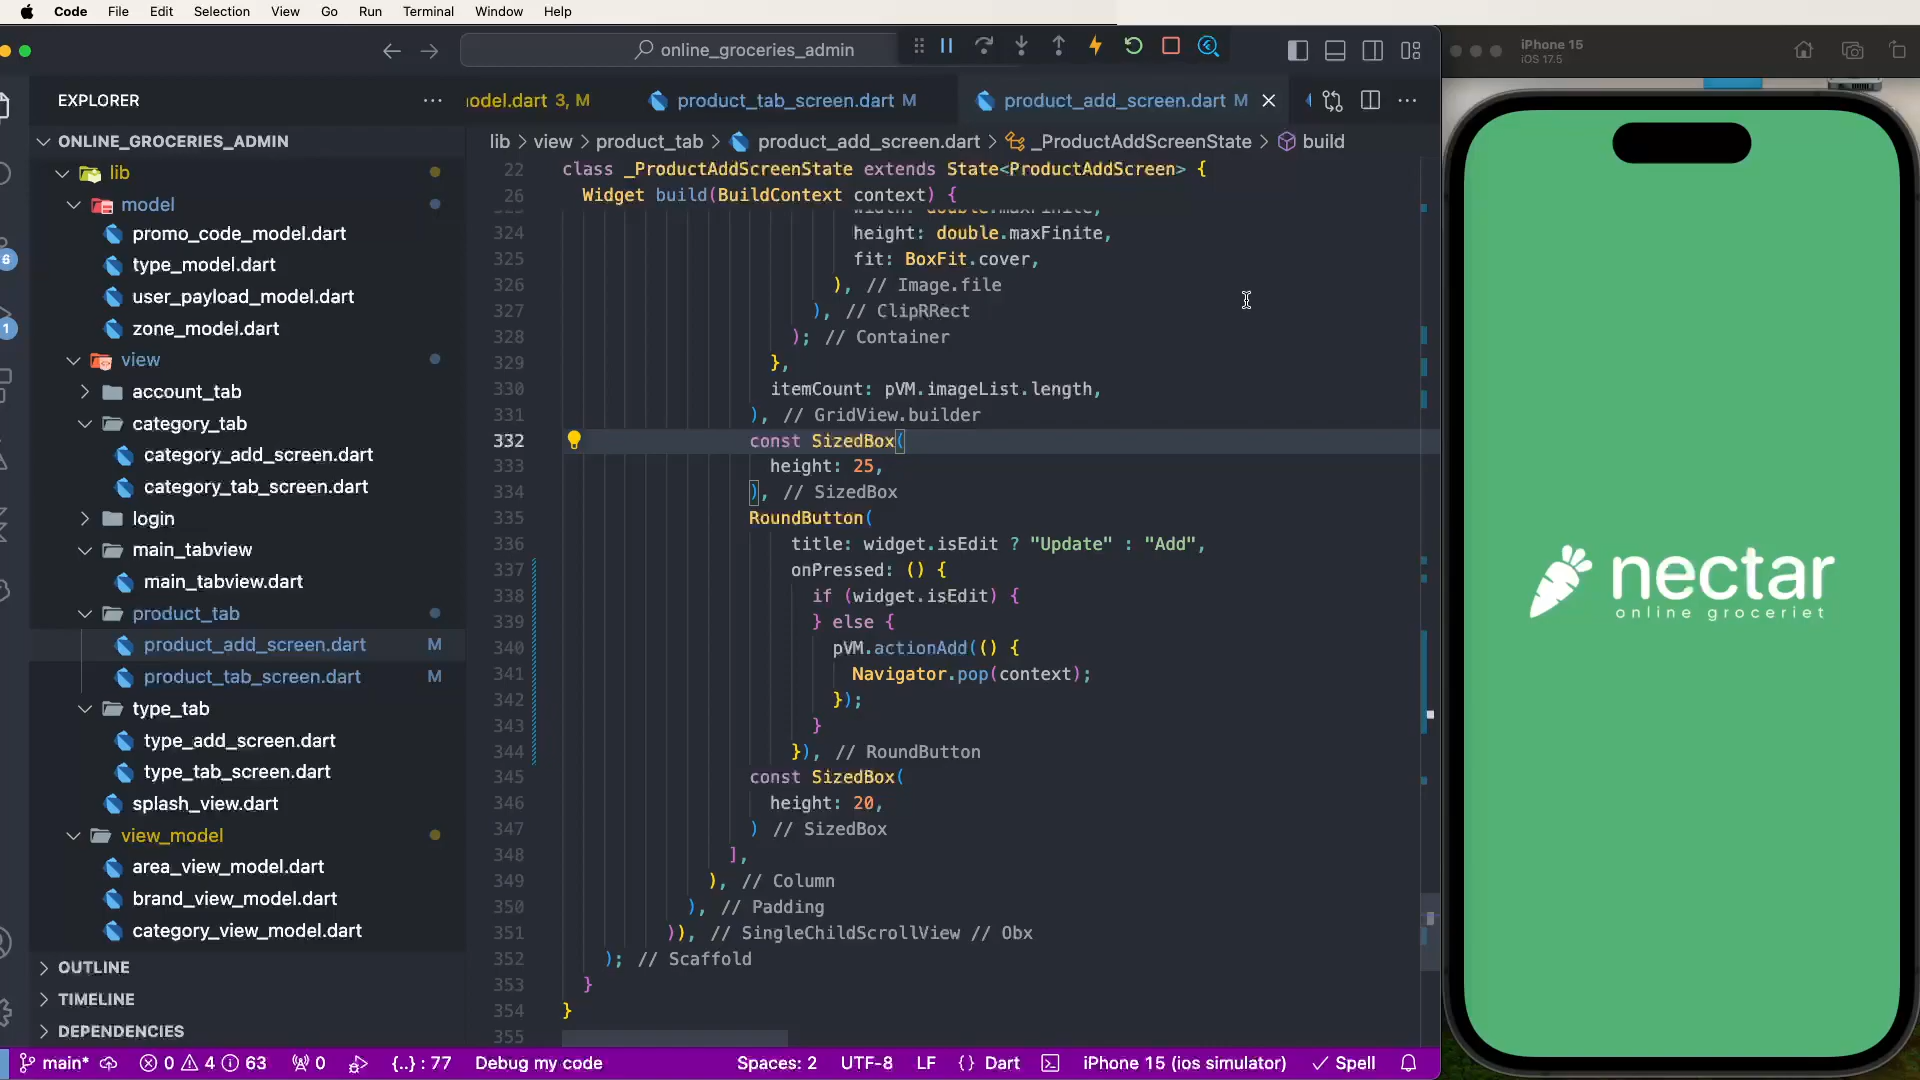 Code File Edit Selection View Go Run Terminal Window Help
online_groceries_admin
iPhone 15
iOS 17.5
EXPLORER
odel.dart 3, M
product_tab_screen.dart M
product_add_screen.dart M
ONLINE_GROCERIES_ADMIN
lib > view > product_tab > product_add_screen.dart > _ProductAddScreenState > build
lib
model
promo_code_model.dart
type_model.dart
user_payload_model.dart
zone_model.dart
view
account_tab
category_tab
category_add_screen.dart
category_tab_screen.dart
login
main_tabview
main_tabview.dart
product_tab
product_add_screen.dart M
product_tab_screen.dart M
type_tab
type_add_screen.dart
type_tab_screen.dart
splash_view.dart
view_model
area_view_model.dart
brand_view_model.dart
category_view_model.dart
OUTLINE
TIMELINE
DEPENDENCIES
6
1
22 class _ProductAddScreenState extends State<ProductAddScreen> {
26 Widget build(BuildContext context) {
width: double.maxFinite,
324 height: double.maxFinite,
325 fit: BoxFit.cover,
326 ), // Image.file
327 ), // ClipRRect
328 ); // Container
329 },
330 itemCount: pVM.imageList.length,
331 ), // GridView.builder
332 const SizedBox(
333 height: 25,
334 ), // SizedBox
335 RoundButton(
336 title: widget.isEdit ? "Update" : "Add",
337 onPressed: () {
338 if (widget.isEdit) {
339 } else {
340 pVM.actionAdd(() {
341 Navigator.pop(context);
342 });
343 }
344 }), // RoundButton
345 const SizedBox(
346 height: 20,
347 ) // SizedBox
348 ],
349 ), // Column
350 ), // Padding
351 )), // SingleChildScrollView // Obx
352 ); // Scaffold
353 }
354 }
355
nectar
online groceriet
main* 0 4 63 0 {..} : 77 Debug my code Spaces: 2 UTF-8 LF {} Dart iPhone 15 (ios simulator) Spell